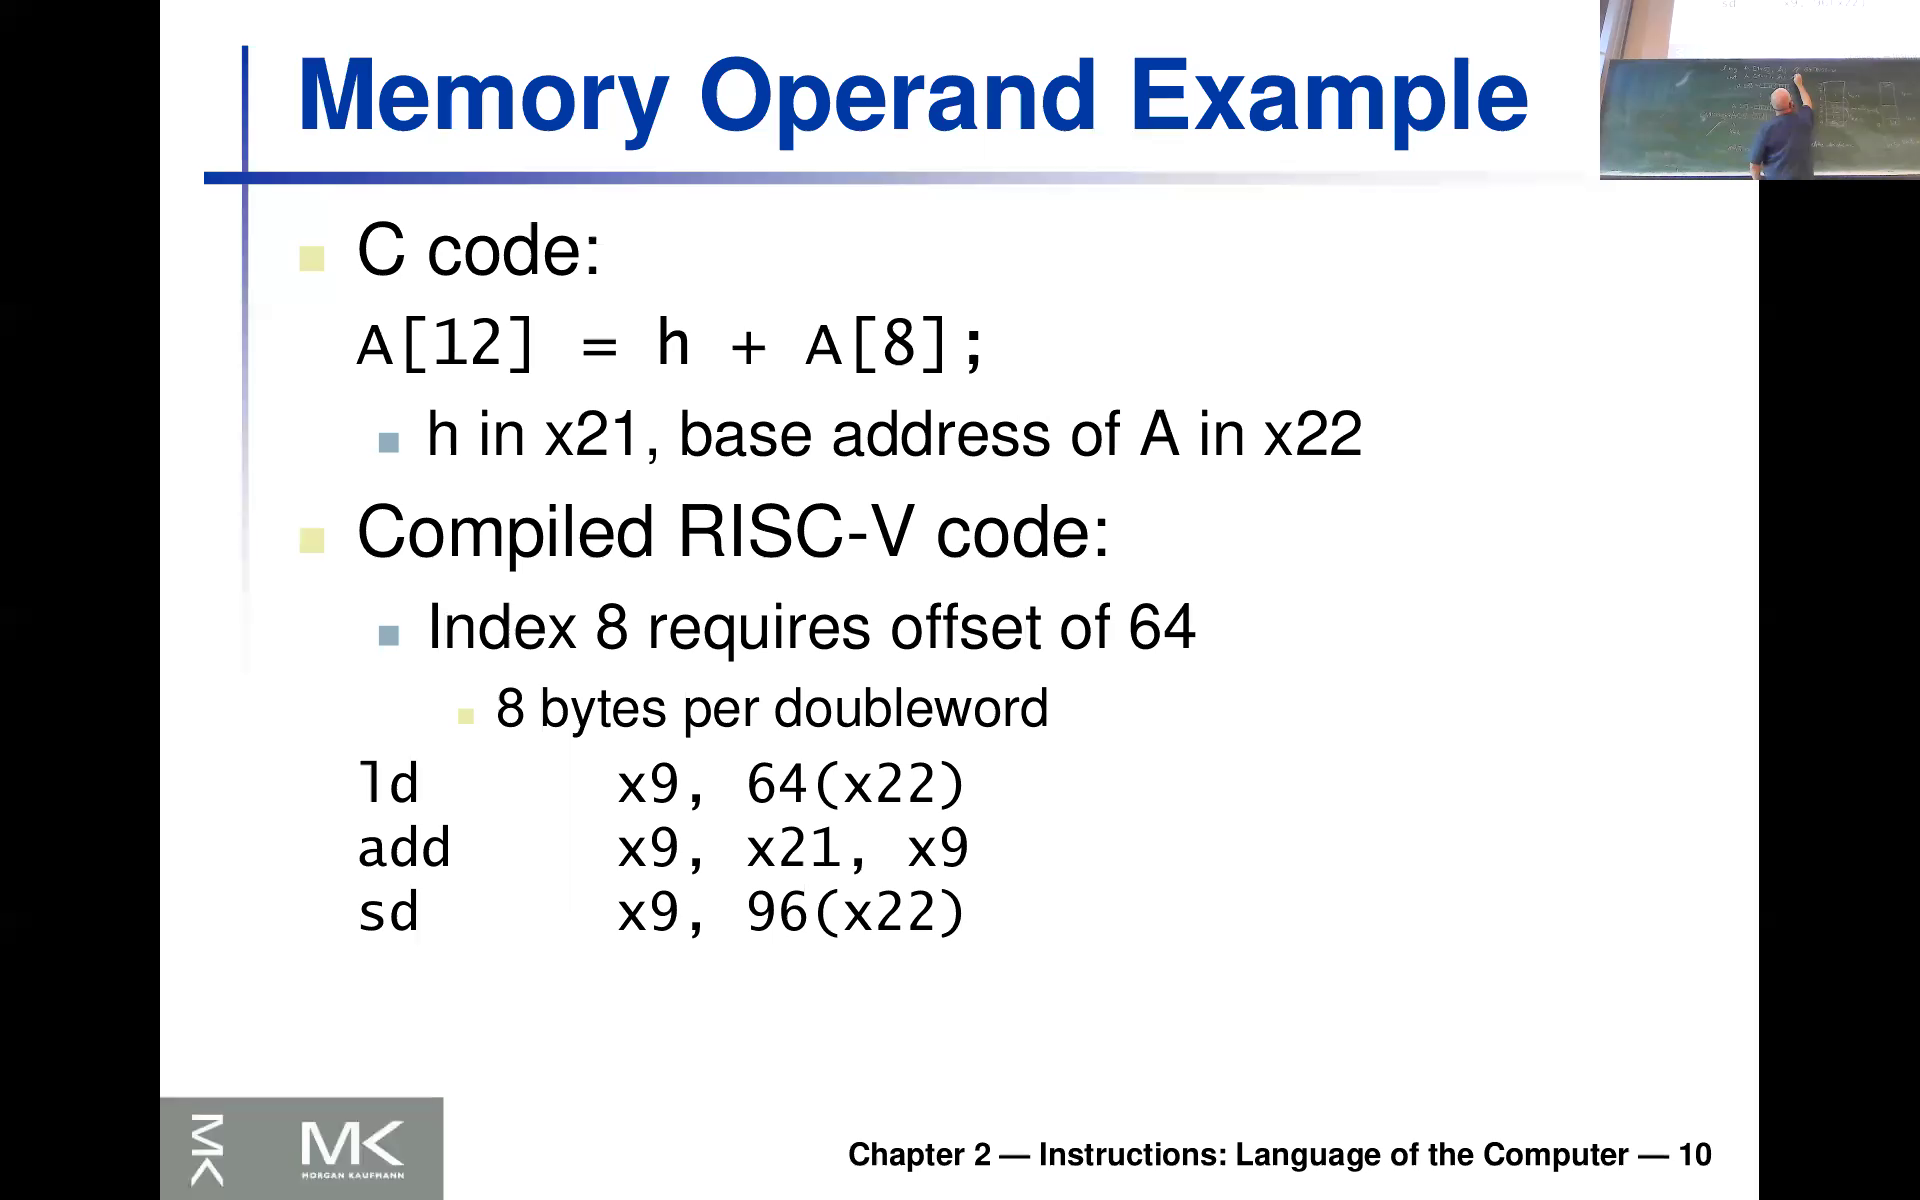 Memory Operand Example
C code:
A[12] = h + A[8];
h in x21, base address of A in x22
Compiled RISC-V code:
Index 8 requires offset of 64
8 bytes per doubleword
ld x9, 64(x22)
add x9, x21, x9
sd x9, 96(x22)
MK
MK
MORGAN KAUFMANN
Chapter 2 — Instructions: Language of the Computer — 10